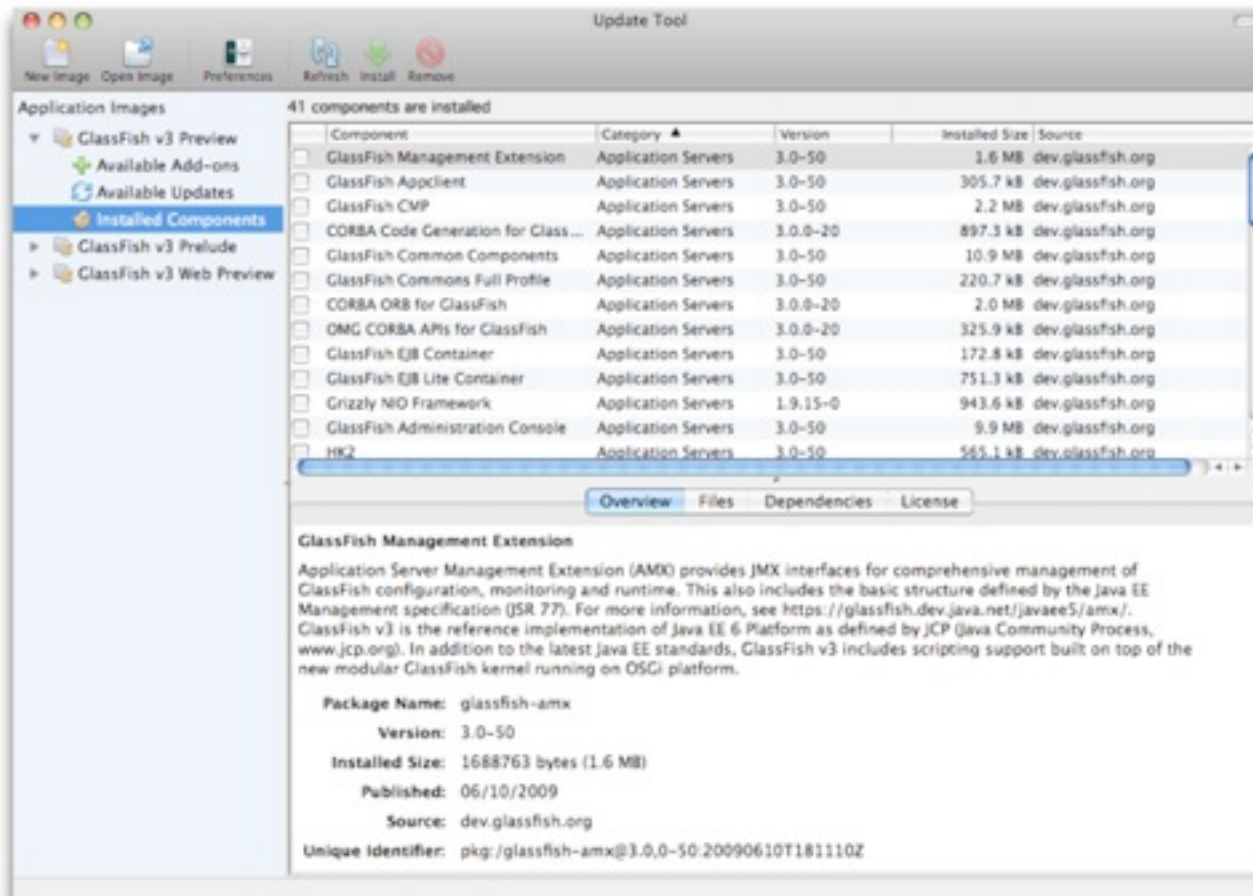 Update Tool
New Image Open Image Preferences Refresh Install Remove
Application Images
GlassFish v3 Preview
Available Add-ons
Available Updates
Installed Components
GlassFish v3 Prelude
GlassFish v3 Web Preview
41 components are installed
Component Category Version Installed Size Source
GlassFish Management Extension Application Servers 3.0-50 1.6 MB dev.glassfish.org
GlassFish Appclient Application Servers 3.0-50 305.7 kB dev.glassfish.org
GlassFish CMP Application Servers 3.0-50 2.2 MB dev.glassfish.org
CORBA Code Generation for Glass... Application Servers 3.0.0-20 897.3 kB dev.glassfish.org
GlassFish Common Components Application Servers 3.0-50 10.9 MB dev.glassfish.org
GlassFish Commons Full Profile Application Servers 3.0-50 220.7 kB dev.glassfish.org
CORBA ORB for GlassFish Application Servers 3.0.0-20 2.0 MB dev.glassfish.org
OMG CORBA APIs for GlassFish Application Servers 3.0.0-20 325.9 kB dev.glassfish.org
GlassFish EJB Container Application Servers 3.0-50 172.8 kB dev.glassfish.org
GlassFish EJB Lite Container Application Servers 3.0-50 751.3 kB dev.glassfish.org
Grizzly NIO Framework Application Servers 1.9.15-0 943.6 kB dev.glassfish.org
GlassFish Administration Console Application Servers 3.0-50 9.9 MB dev.glassfish.org
HK2 Application Servers 3.0-50 565.1 kB dev.glassfish.org
Overview Files Dependencies License
GlassFish Management Extension
Application Server Management Extension (AMX) provides JMX interfaces for comprehensive management of
GlassFish configuration, monitoring and runtime. This also includes the basic structure defined by the Java EE
Management specification (JSR 77). For more information, see https://glassfish.dev.java.net/javaee5/amx/.
GlassFish v3 is the reference implementation of Java EE 6 Platform as defined by JCP (Java Community Process,
www.jcp.org). In addition to the latest Java EE standards, GlassFish v3 includes scripting support built on top of the
new modular GlassFish kernel running on OSGi platform.
Package Name: glassfish-amx
Version: 3.0-50
Installed Size: 1688763 bytes (1.6 MB)
Published: 06/10/2009
Source: dev.glassfish.org
Unique Identifier: pkg:/glassfish-amx@3.0,0-50:20090610T181110Z